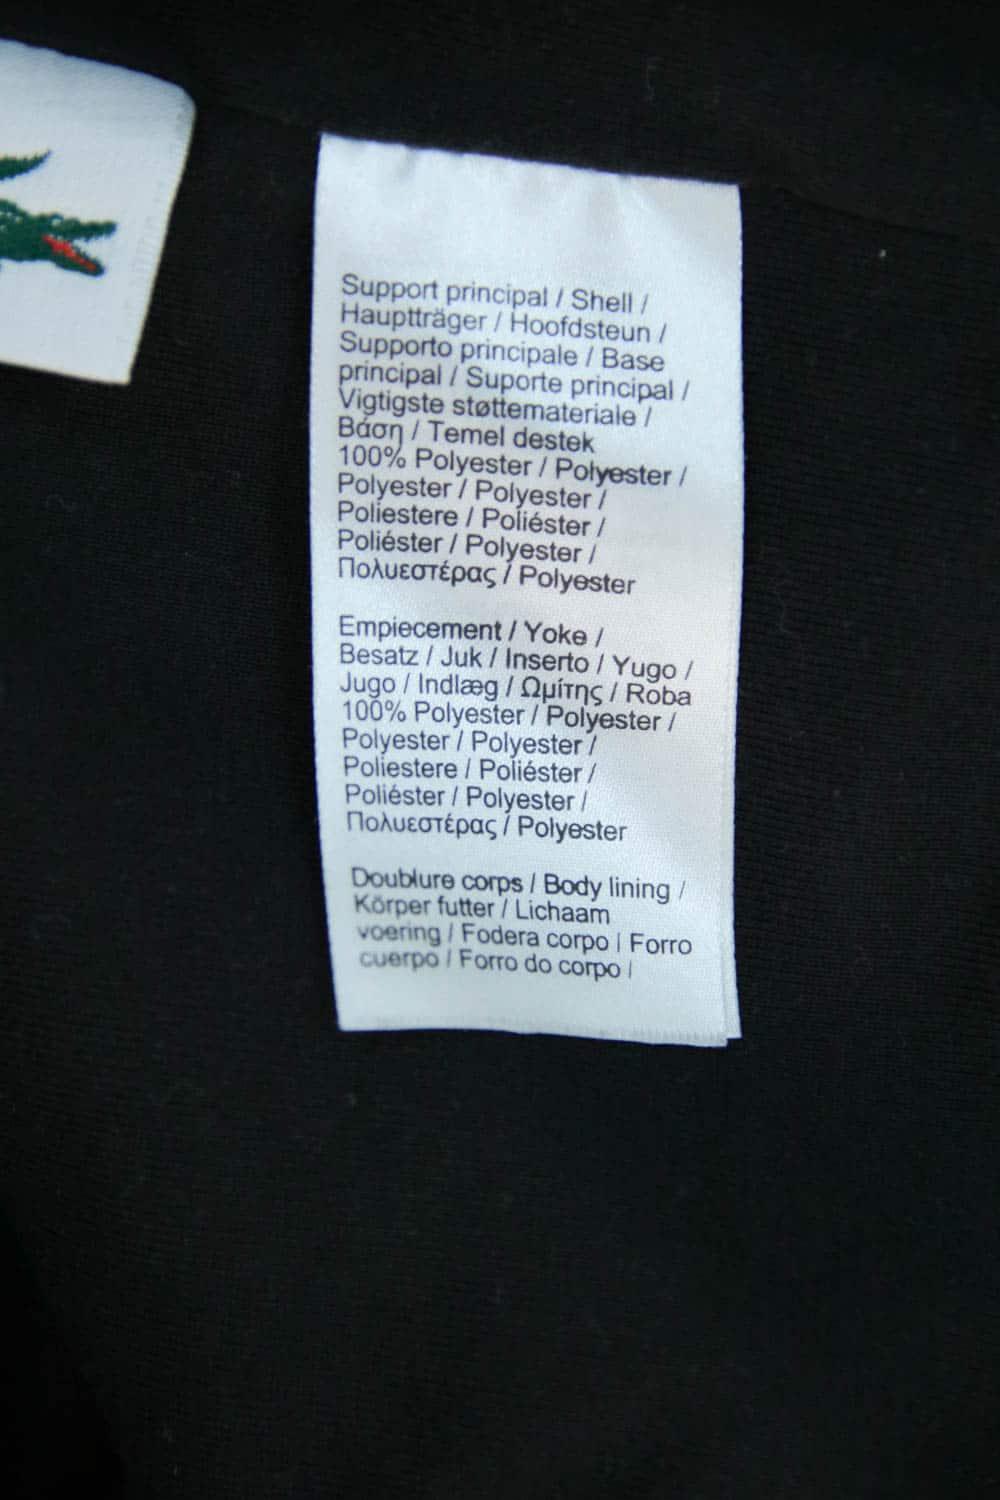 Support principal / Shell /
Hauptträger / Hoofdsteun /
Supporto principale / Base
principal / Suporte principal /
Vigtigste støttemateriale /
Βάση / Temel destek
100% Polyester / Polyester /
Polyester / Polyester /
Poliestere / Poliéster /
Poliéster / Polyester /
Πολυεστέρας / Polyester
Empiecement / Yoke /
Besatz / Juk / Inserto / Yugo /
Jugo / Indlæg / Ωμίτης / Roba
100% Polyester / Polyester /
Polyester / Polyester /
Poliestere / Poliéster /
Poliéster / Polyester /
Πολυεστέρας / Polyester
Doublure corps / Body lining /
Körper futter / Lichaam
voering / Fodera corpo / Forro
cuerpo / Forro do corpo /